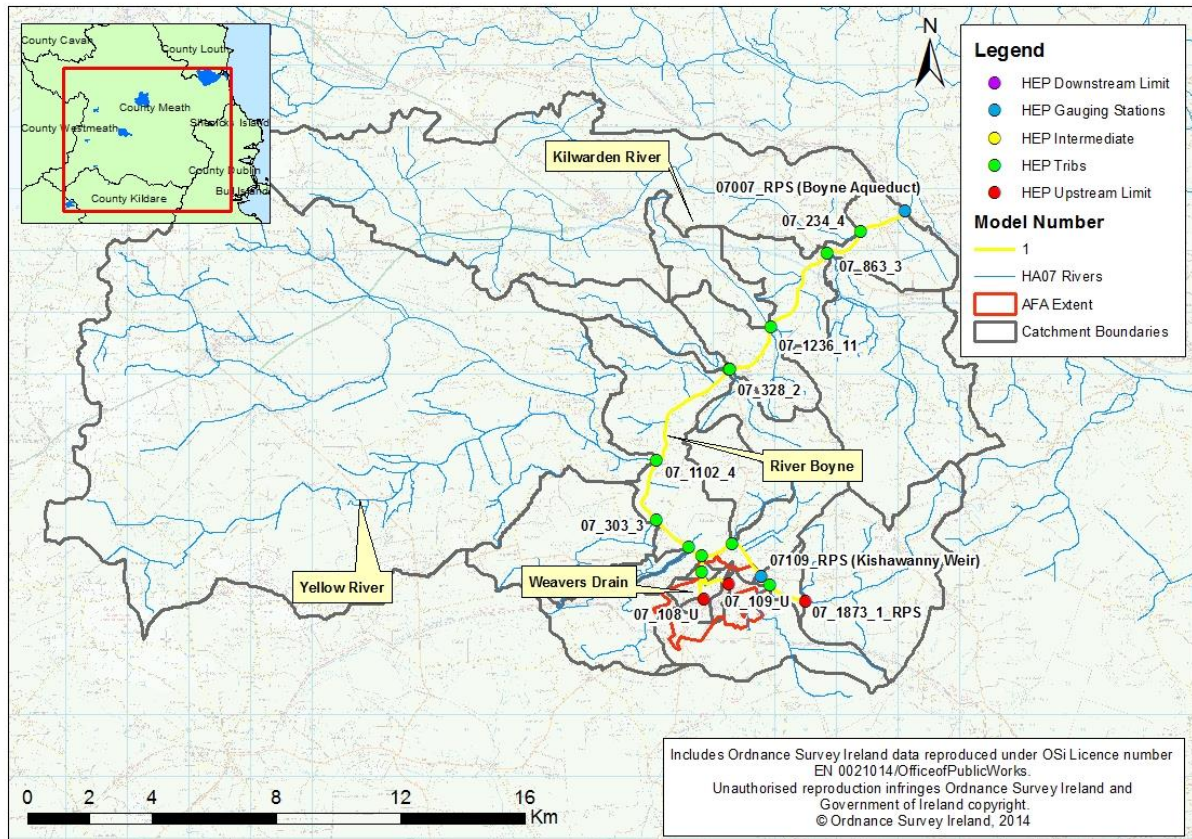 County Cavan
County Louth
County Meath
County Westmeath
County Dublin
County Kildare
N
Legend
HEP Downstream Limit
HEP Gauging Stations
HEP Intermediate
HEP Tribs
HEP Upstream Limit
Model Number
1
HA07 Rivers
AFA Extent
Catchment Boundaries
Kilwarden River
07007_RPS (Boyne Aqueduct)
07_234_4
07_863_3
07_1236_11
07_328_2
River Boyne
07_1102_4
07_303_3
Yellow River
Weavers Drain
07109_RPS (Kishawanny Weir)
07_109_U
07_108_U
07_1873_1_RPS
Includes Ordnance Survey Ireland data reproduced under OSi Licence number
EN 0021014/OfficeofPublicWorks.
Unauthorised reproduction infringes Ordnance Survey Ireland and
Government of Ireland copyright.
© Ordnance Survey Ireland, 2014
0 2 4 8 12 16
Km